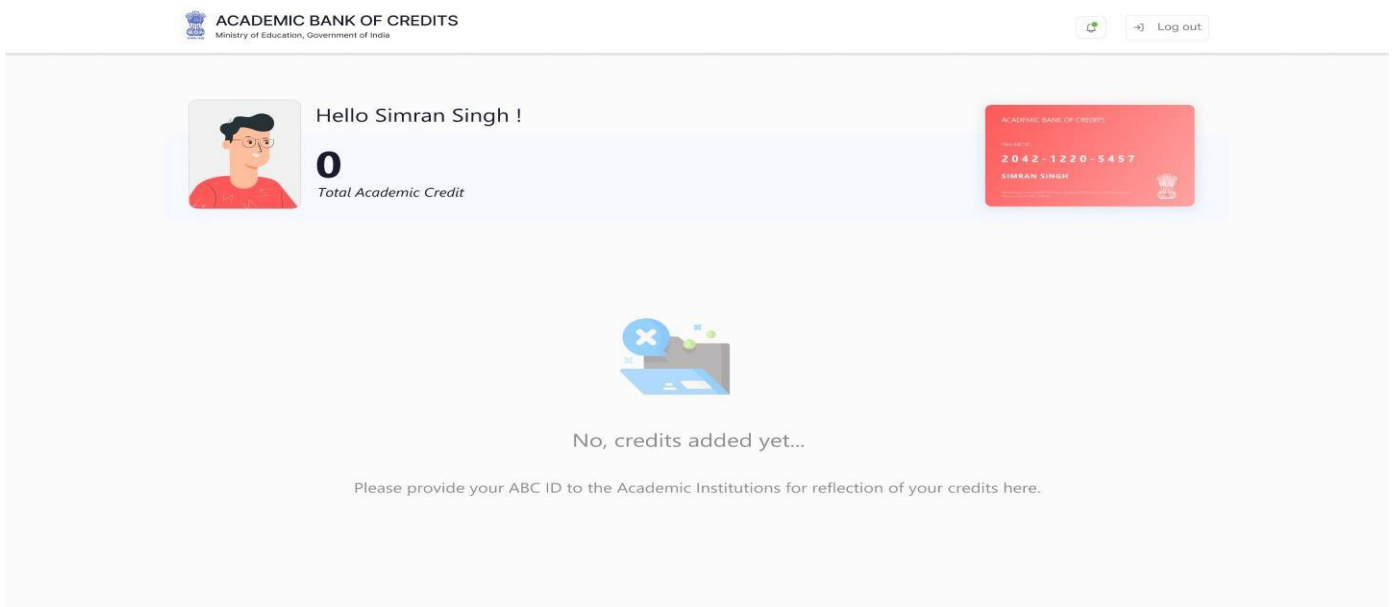 ACADEMIC BANK OF CREDITS
Ministry of Education, Government of India
Log out
Hello Simran Singh !
0
Total Academic Credit
ACADEMIC BANK OF CREDITS
2042-1220-5457
SIMRAN SINGH
No, credits added yet...
Please provide your ABC ID to the Academic Institutions for reflection of your credits here.